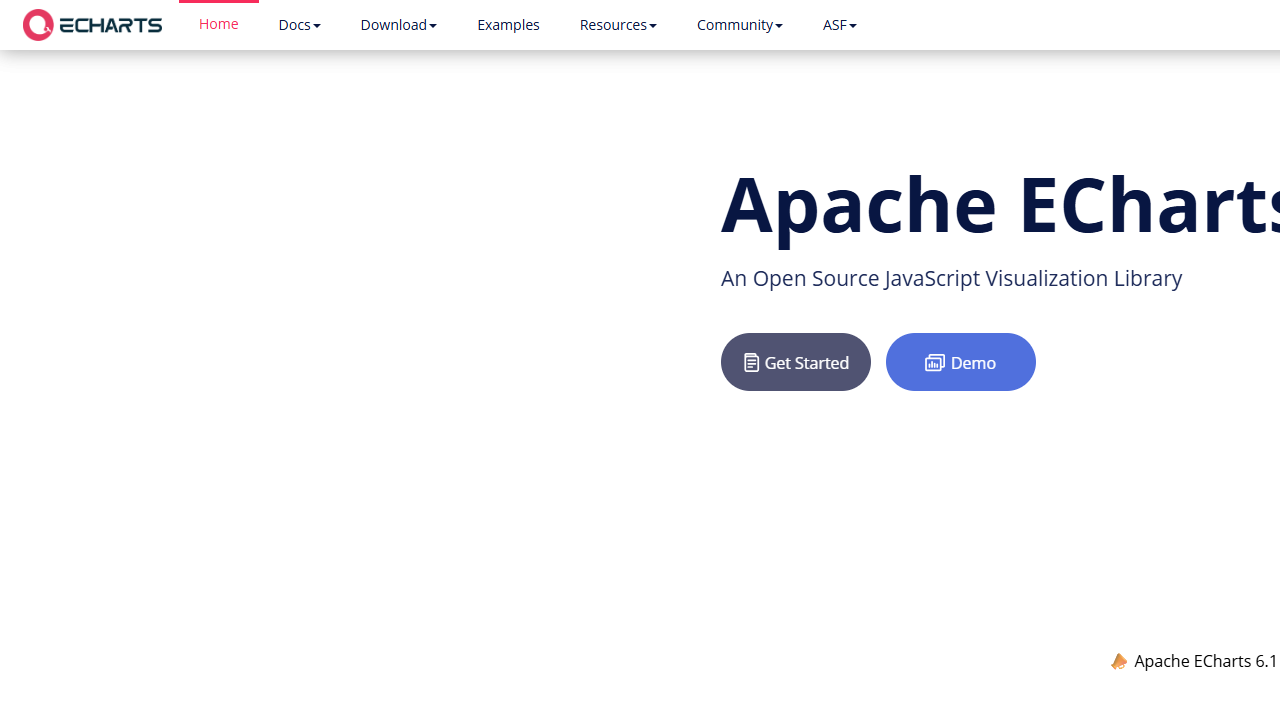 ECHARTS
Home
Docs
Download
Examples
Resources
Community
ASF
Apache ECharts
An Open Source JavaScript Visualization Library
Get Started
Demo
Apache ECharts 6.1